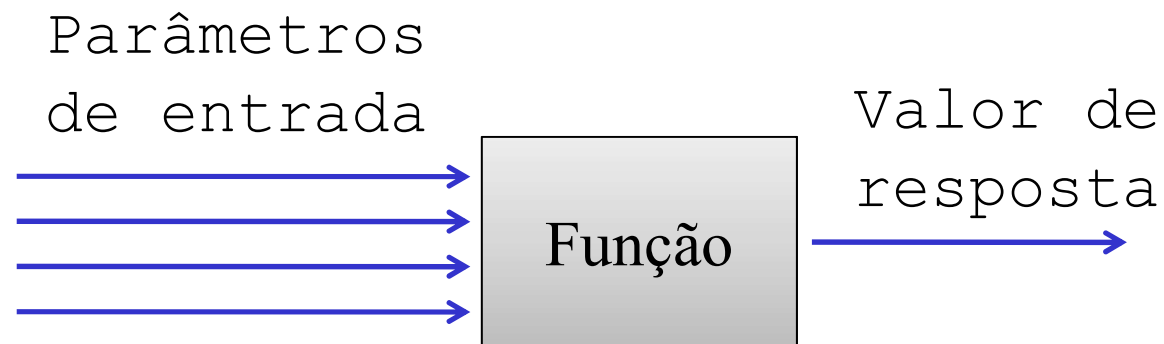 Parâmetros
de entrada
Função
Valor de
resposta